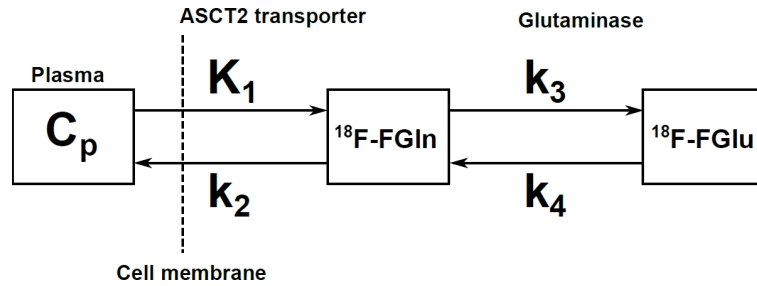 ASCT2 transporter
Glutaminase
Plasma
K₁
k₃
Cₚ
¹⁸F-FGln
¹⁸F-FGlu
k₂
k₄
Cell membrane